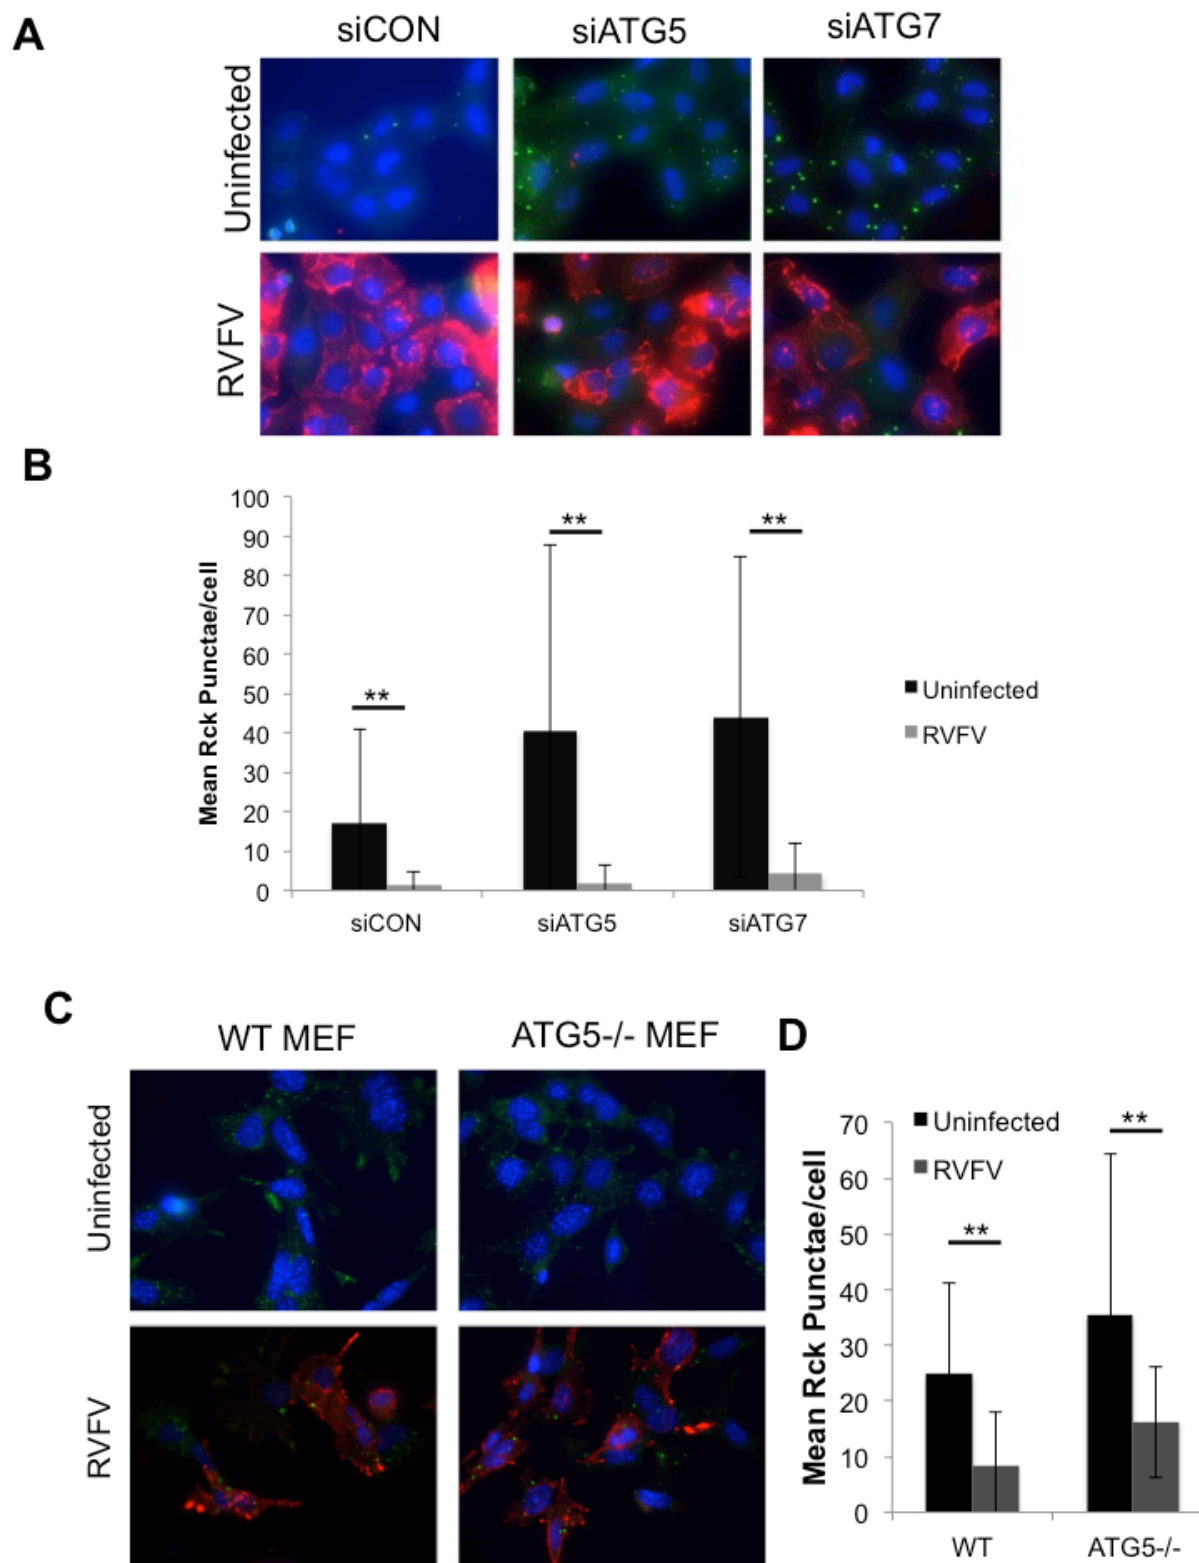 A
siCON
siATG5
siATG7
Uninfected
RVFV
B
Mean Rck Punctae/cell
100
90
80
70
60
50
40
30
20
10
0
**
**
**
Uninfected
RVFV
siCON
siATG5
siATG7
C
WT MEF
ATG5-/- MEF
Uninfected
RVFV
D
Mean Rck Punctae/cell
70
60
50
40
30
20
10
0
Uninfected
RVFV
**
**
WT
ATG5-/-